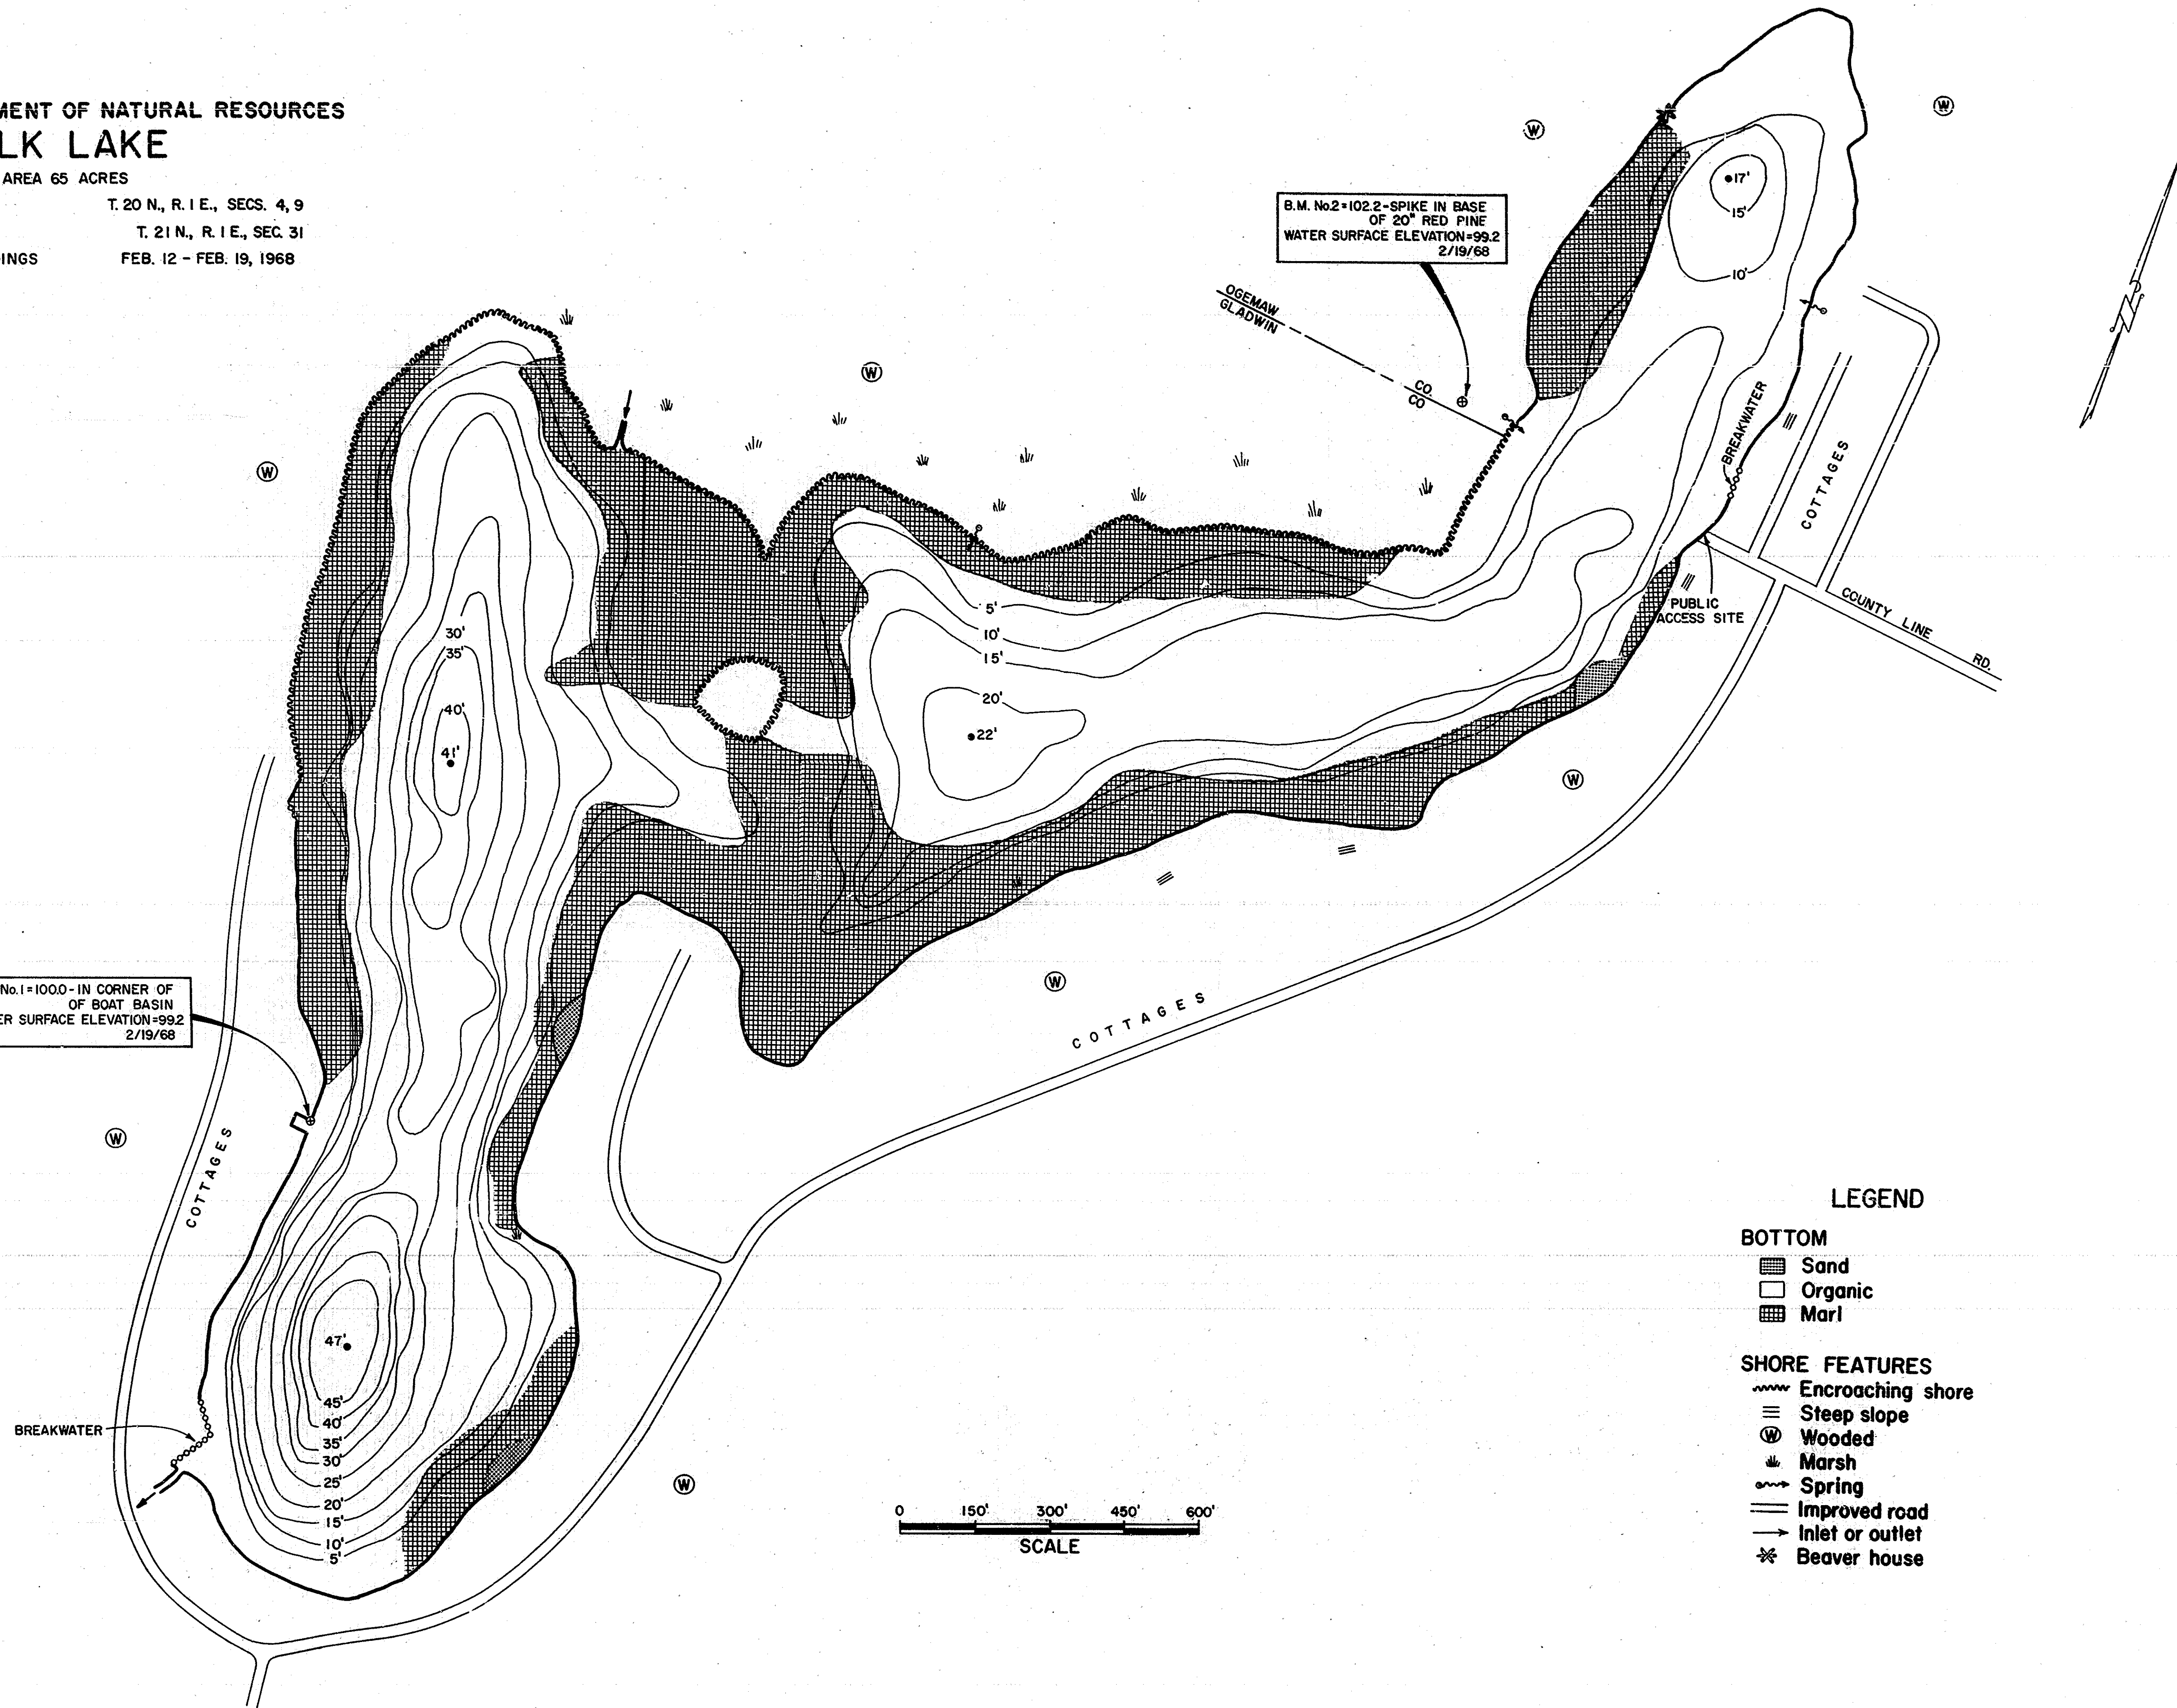 MENT OF NATURAL RESOURCES
LK LAKE
AREA 65 ACRES
T. 20 N., R. 1 E., SECS. 4, 9
T. 21 N., R. 1 E., SEC. 31
INGS FEB. 12 - FEB. 19, 1968
B.M. No.2=102.2-SPIKE IN BASE
OF 20" RED PINE
WATER SURFACE ELEVATION=99.2
2/19/68
OGEMAW CO.
GLADWIN CO
W
W
W
W
W
W
W
W
N
17'
15'
10'
BREAKWATER
COTTAGES
PUBLIC
ACCESS SITE
COUNTY LINE RD.
5'
10'
15'
20'
22'
30'
35'
40'
41'
No.1=100.0-IN CORNER OF
OF BOAT BASIN
ER SURFACE ELEVATION=99.2
2/19/68
COTTAGES
COTTAGES
47'
45'
40'
35'
30'
25'
20'
15'
10'
5'
BREAKWATER
0 150' 300' 450' 600'
SCALE
LEGEND
BOTTOM
Sand
Organic
Marl
SHORE FEATURES
Encroaching shore
Steep slope
W Wooded
Marsh
Spring
Improved road
Inlet or outlet
Beaver house